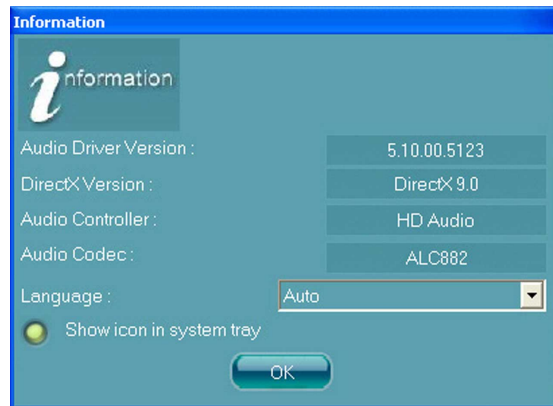 Information
information
Audio Driver Version : 5.10.00.5123
DirectX Version : DirectX 9.0
Audio Controller : HD Audio
Audio Codec : ALC882
Language : Auto
Show icon in system tray
OK